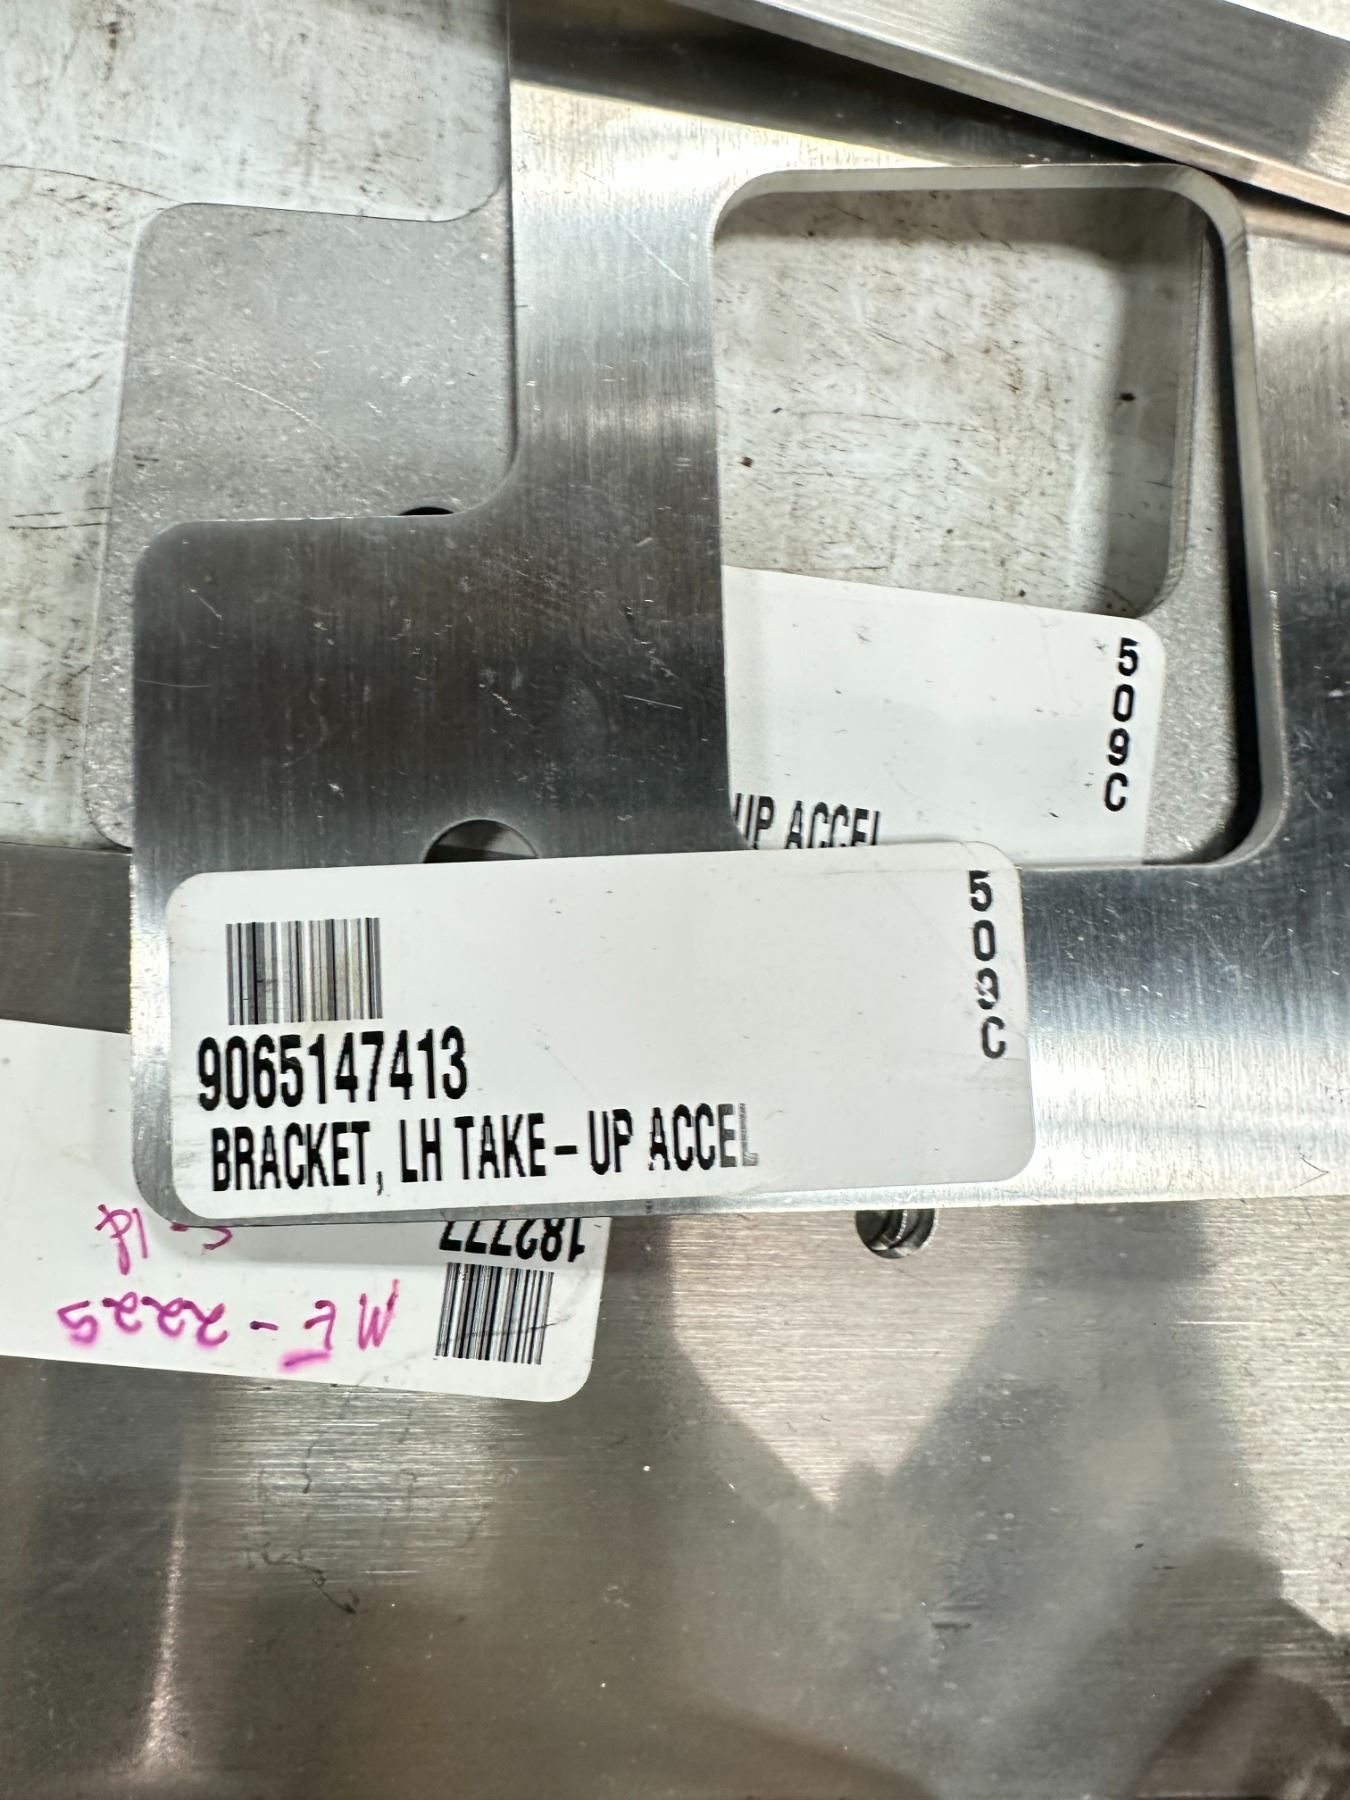 509C
UP ACCEL
509C
9065147413
BRACKET, LH TAKE-UP ACCEL
182777
ME-2225